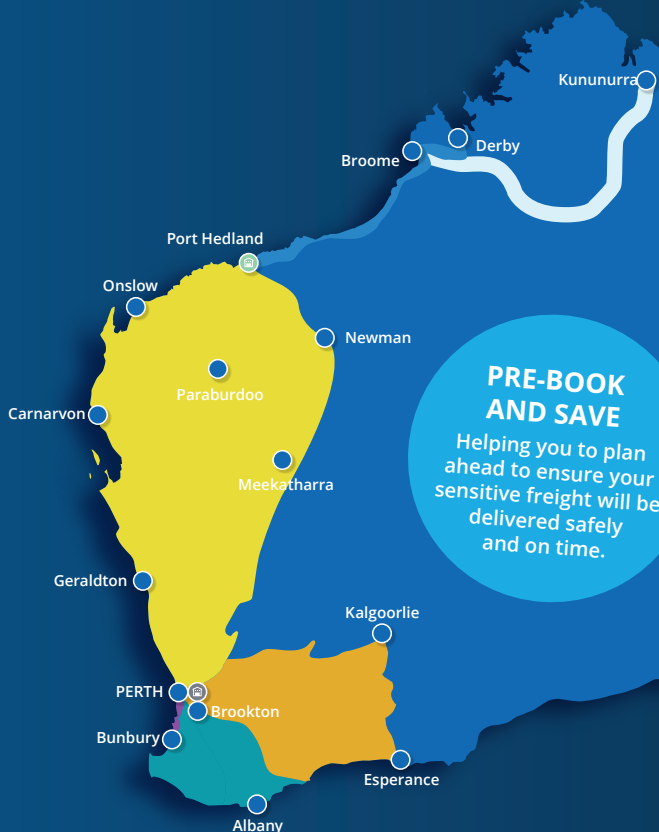 Kununurra
Derby
Broome
Port Hedland
Onslow
Newman
Paraburdoo
Carnarvon
Meekatharra
PRE-BOOK
AND SAVE
Helping you to plan
ahead to ensure your
sensitive freight will be
delivered safely
and on time.
Geraldton
Kalgoorlie
PERTH
Brookton
Bunbury
Esperance
Albany